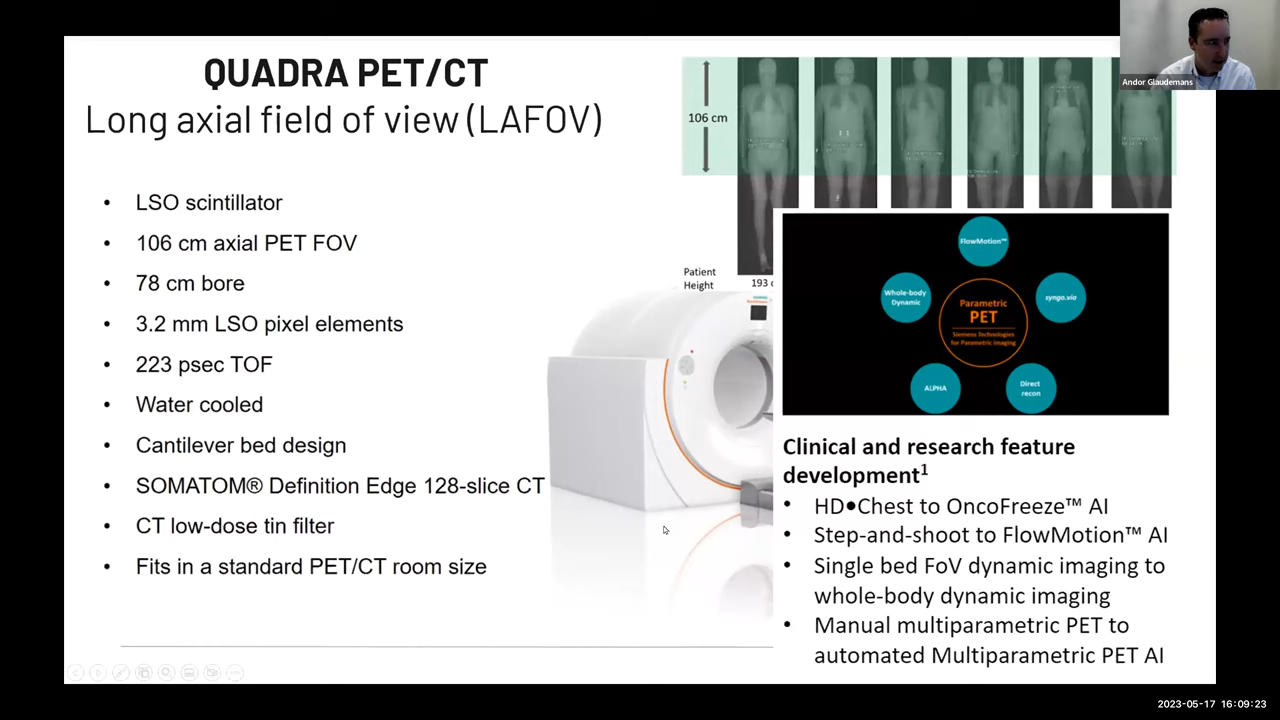 QUADRA PET/CT
Long axial field of view (LAFOV)
• LSO scintillator
• 106 cm axial PET FOV
• 78 cm bore
• 3.2 mm LSO pixel elements
• 223 psec TOF
• Water cooled
• Cantilever bed design
• SOMATOM® Definition Edge 128-slice CT
• CT low-dose tin filter
• Fits in a standard PET/CT room size
106 cm
Patient
Height
193
FlowMotion™
Whole-body
Dynamic
syngo.via
Parametric
PET
Siemens Technologies
for Parametric imaging
ALPHA
Direct
recon
Clinical and research feature
development1
• HD•Chest to OncoFreeze™ AI
• Step-and-shoot to FlowMotion™ AI
• Single bed FoV dynamic imaging to
whole-body dynamic imaging
• Manual multiparametric PET to
automated Multiparametric PET AI
Andor Glaudemans
2023-05-17 16:09:23